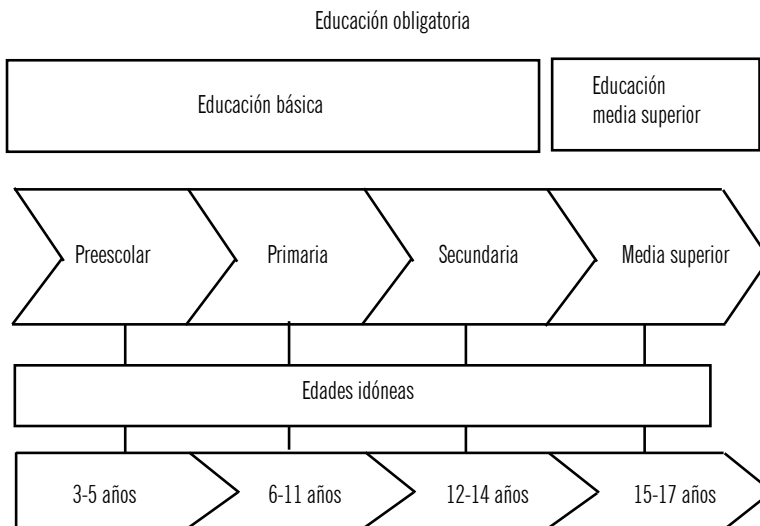 Educación obligatoria
Educación básica
Educación
media superior
Preescolar
Primaria
Secundaria
Media superior
Edades idóneas
3-5 años
6-11 años
12-14 años
15-17 años